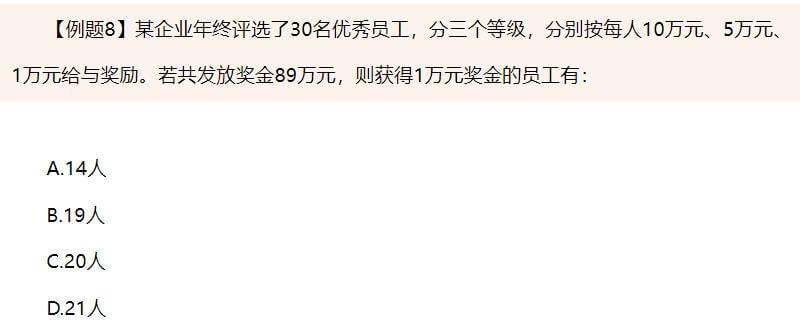 【例题8】某企业年终评选了30名优秀员工，分三个等级，分别按每人10万元、5万元、
1万元给与奖励。若共发放奖金89万元，则获得1万元奖金的员工有：
A.14人
B.19人
C.20人
D.21人